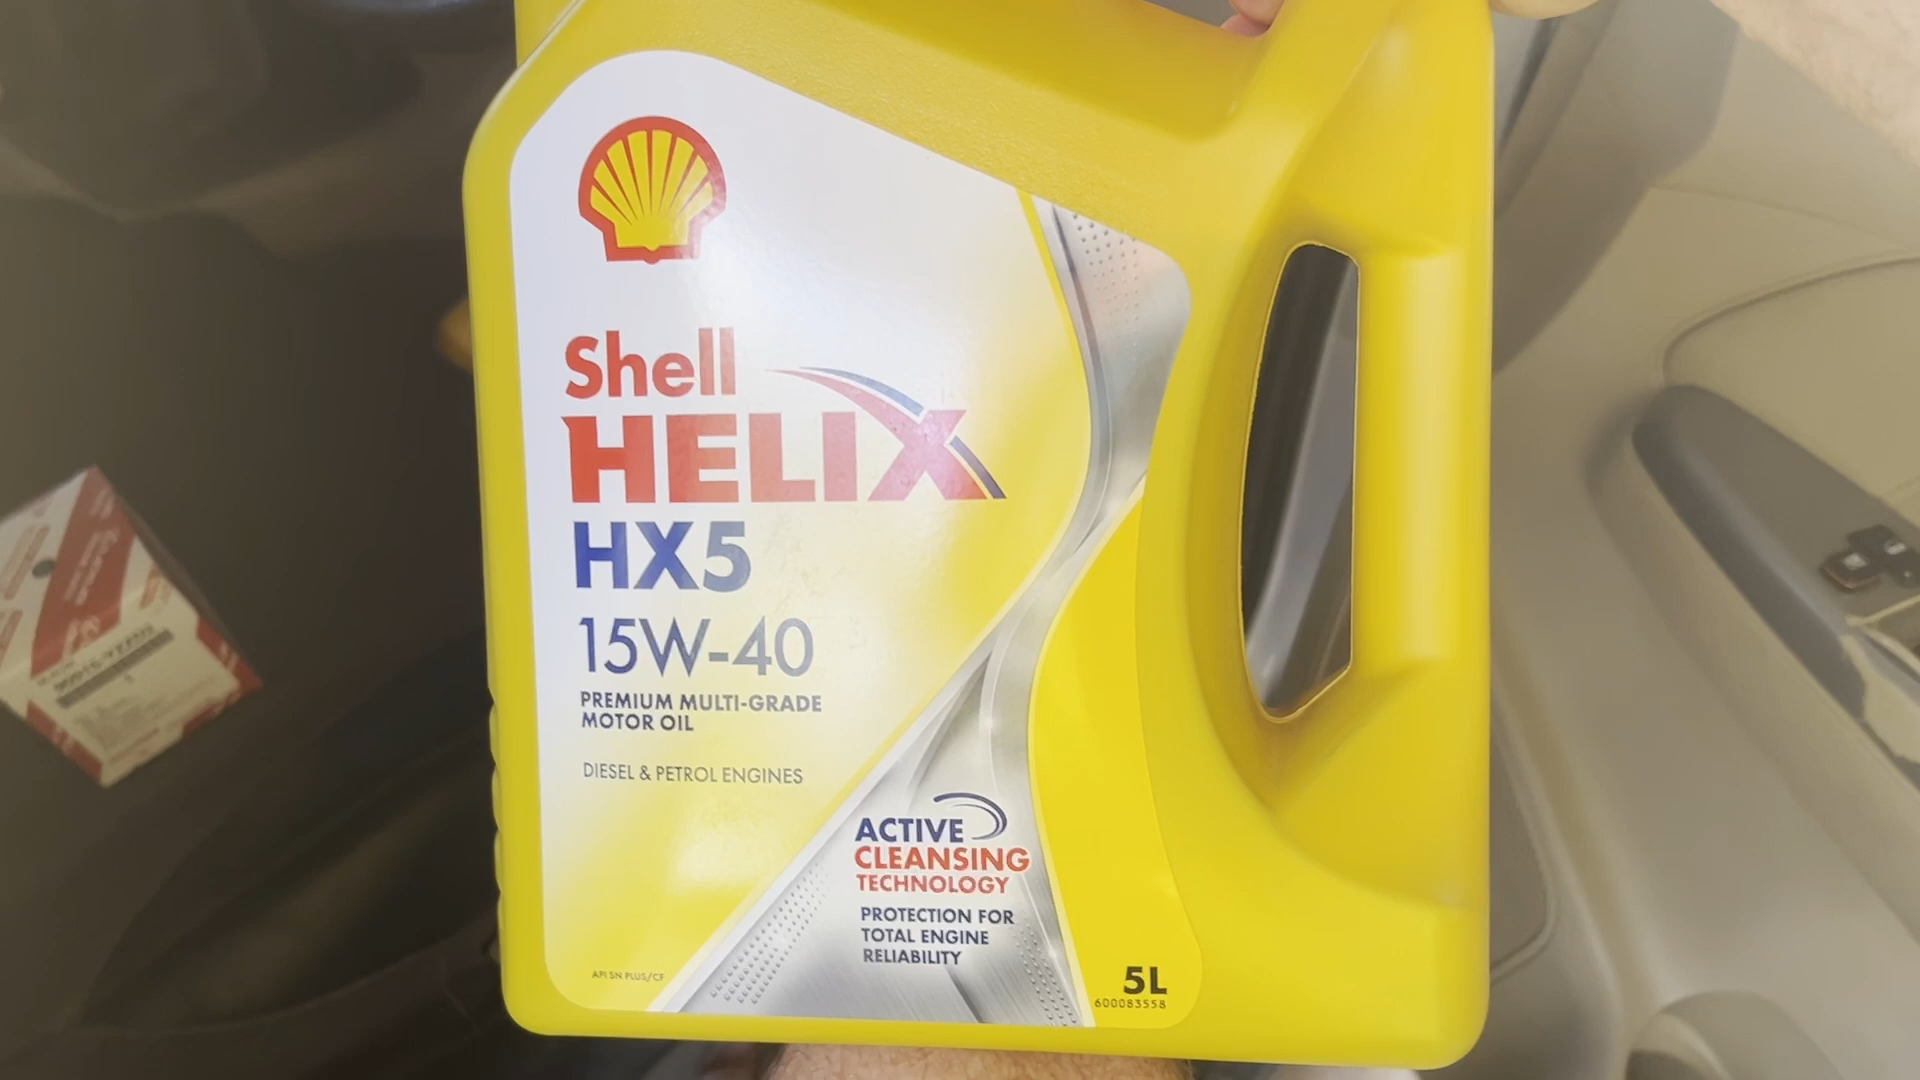 Shell
HELIX
HX5
15W-40
PREMIUM MULTI-GRADE
MOTOR OIL
DIESEL & PETROL ENGINES
ACTIVE
CLEANSING
TECHNOLOGY
PROTECTION FOR
TOTAL ENGINE
RELIABILITY
API SN PLUS/CF
5L
600083558